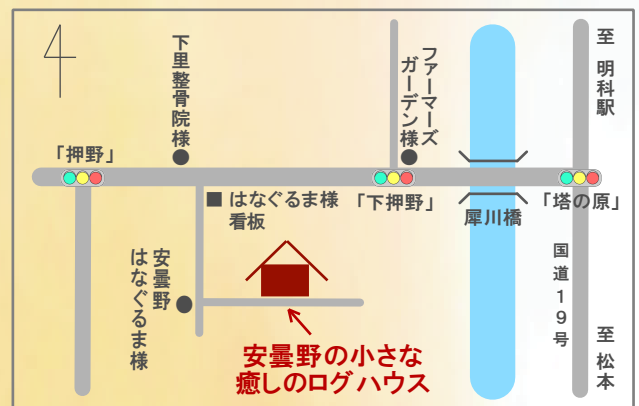 下里整骨院様
ファーマーズ
ガーデン様
至 明科駅
「押野」
■ はなぐるま様
看板
「下押野」
犀川橋
「塔の原」
安曇野
はなぐるま様
国道19号
至 松本
安曇野の小さな
癒しのログハウス